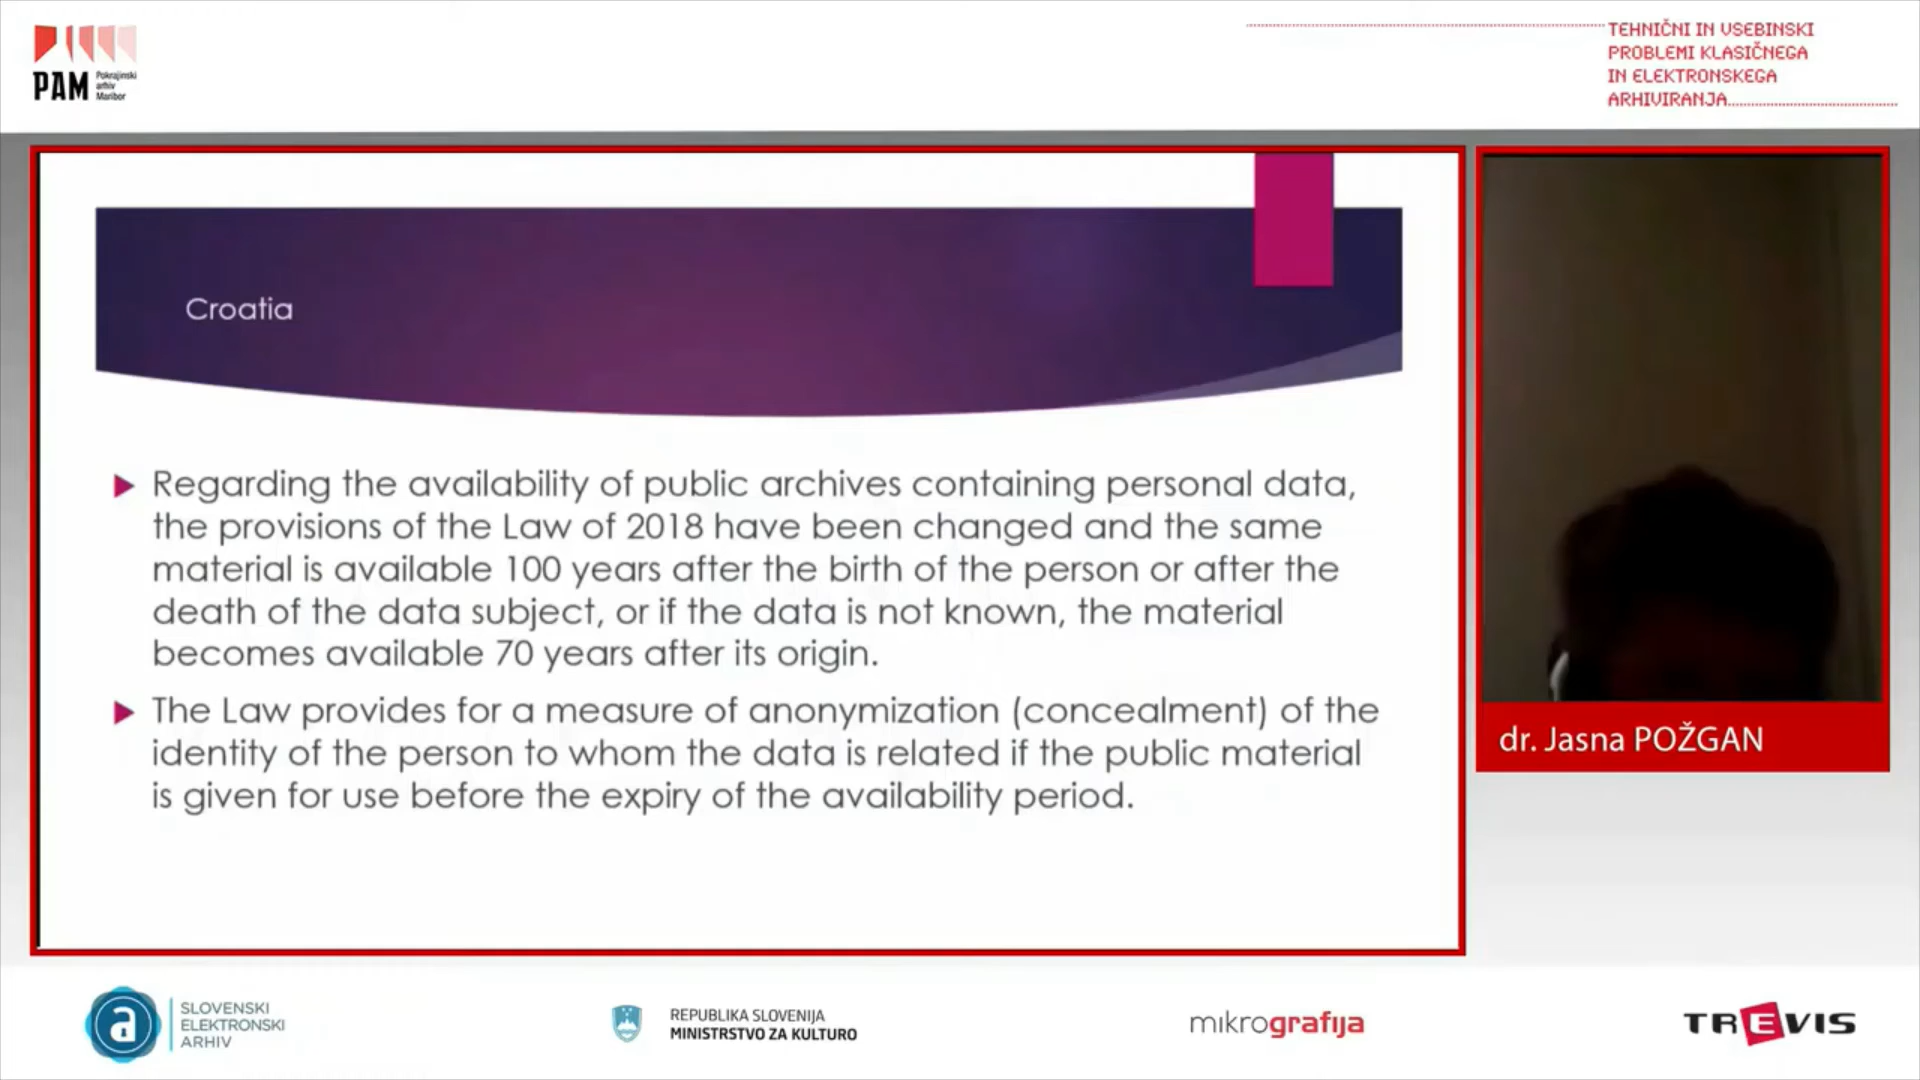 PAM
Pokrajinski
arhiv
Maribor
TEHNIČNI IN VSEBINSKI
PROBLEMI KLASIČNEGA
IN ELEKTRONSKEGA
ARHIVIRANJA
Croatia
Regarding the availability of public archives containing personal data,
the provisions of the Law of 2018 have been changed and the same
material is available 100 years after the birth of the person or after the
death of the data subject, or if the data is not known, the material
becomes available 70 years after its origin.
The Law provides for a measure of anonymization (concealment) of the
identity of the person to whom the data is related if the public material
is given for use before the expiry of the availability period.
dr. Jasna POŽGAN
a
SLOVENSKI
ELEKTRONSKI
ARHIV
REPUBLIKA SLOVENIJA
MINISTRSTVO ZA KULTURO
mikrografija
TREVIS